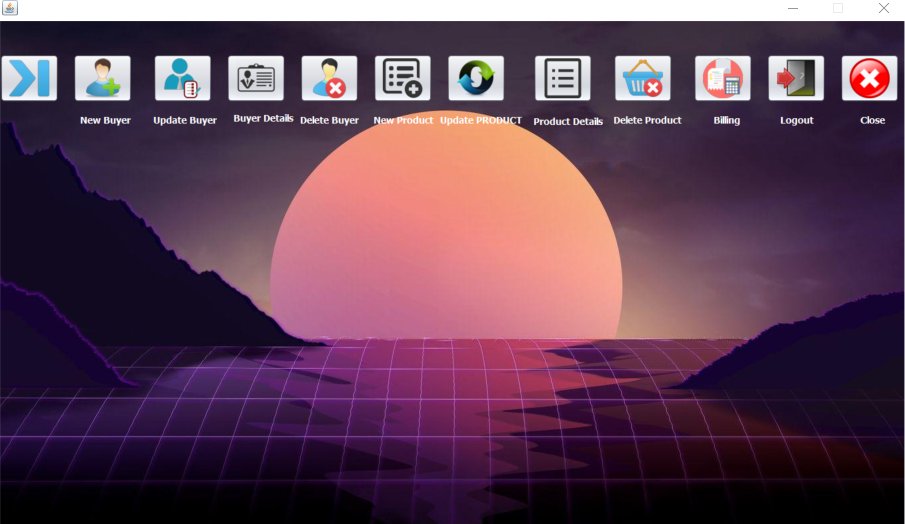 New Buyer
Update Buyer
Buyer Details
Delete Buyer
New Product
Update PRODUCT
Product Details
Delete Product
Billing
Logout
Close